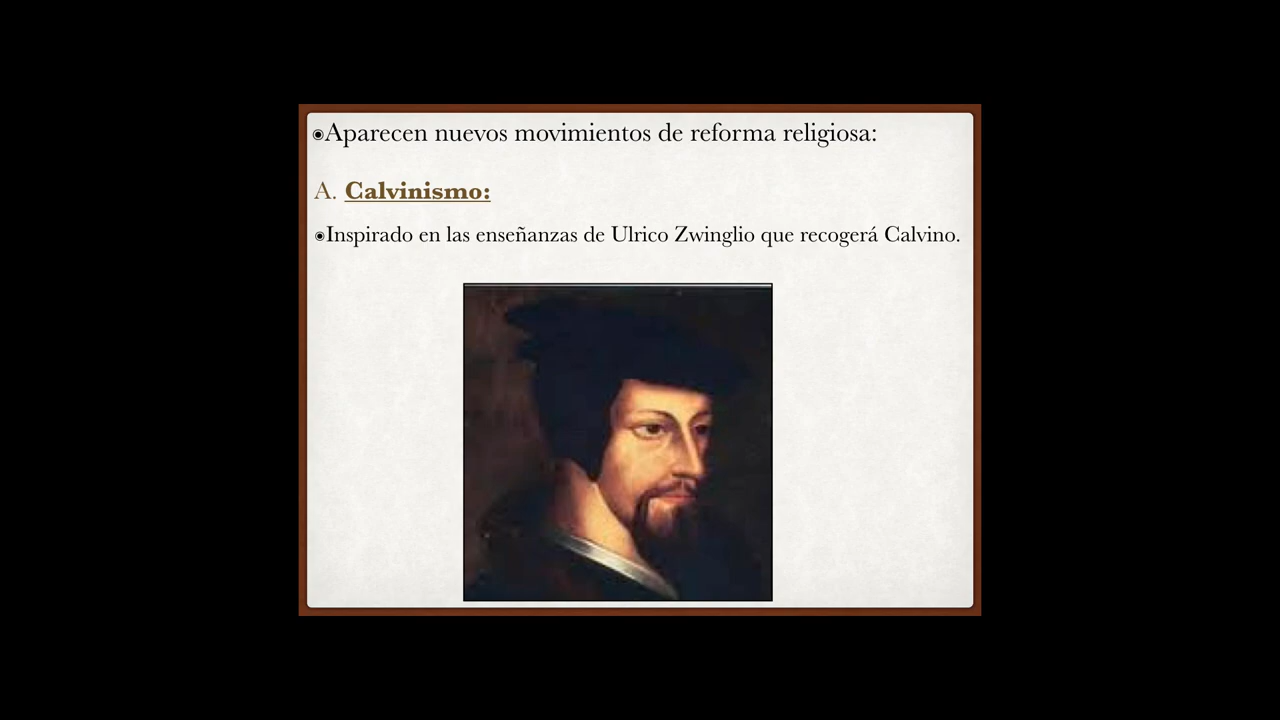 ◉Aparecen nuevos movimientos de reforma religiosa:
A. Calvinismo:
◉Inspirado en las enseñanzas de Ulrico Zwinglio que recogerá Calvino.